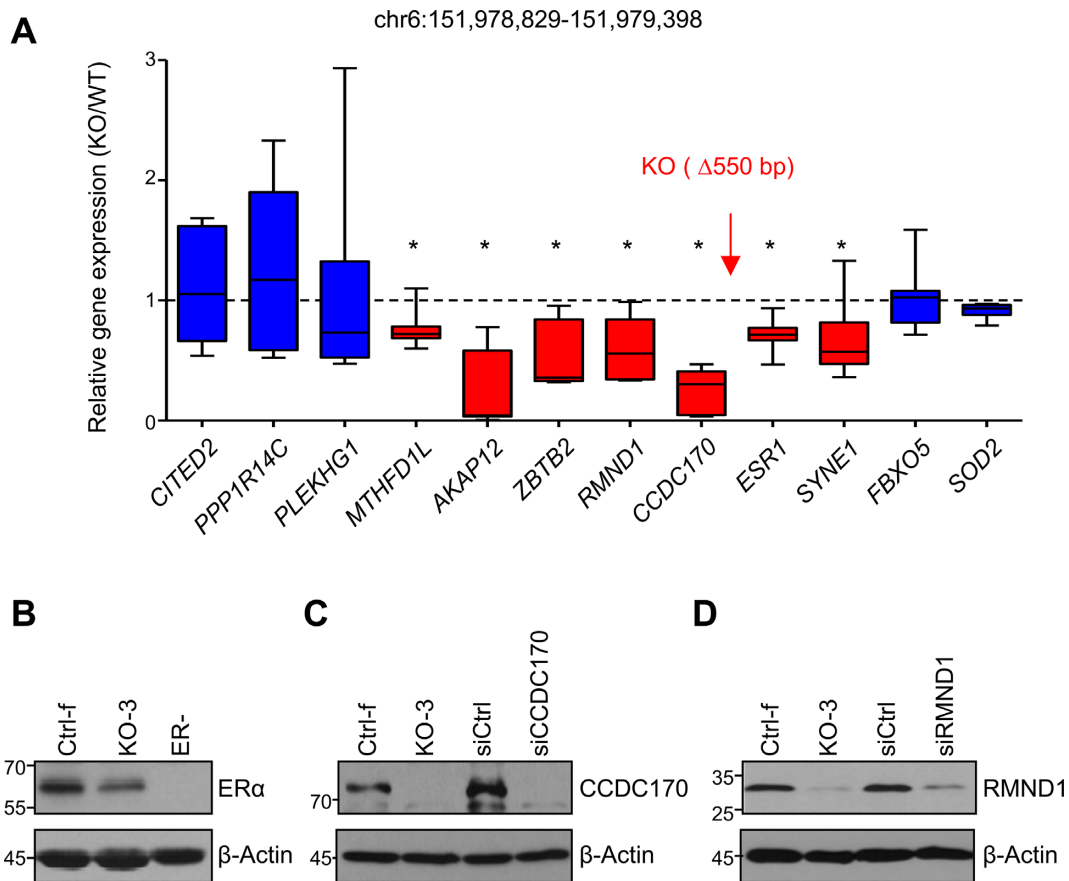 A
chr6:151,978,829-151,979,398
Relative gene expression (KO/WT)
3
2
1
0
KO ( Δ550 bp)
* * * * * * *
CITED2 PPP1R14C PLEKHG1 MTHFD1L AKAP12 ZBTB2 RMND1 CCDC170 ESR1 SYNE1 FBXO5 SOD2
B
Ctrl-f KO-3 ER-
70
55
ERα
45
β-Actin
C
Ctrl-f KO-3 siCtrl siCCDC170
70
CCDC170
45
β-Actin
D
Ctrl-f KO-3 siCtrl siRMND1
35
25
RMND1
45
β-Actin